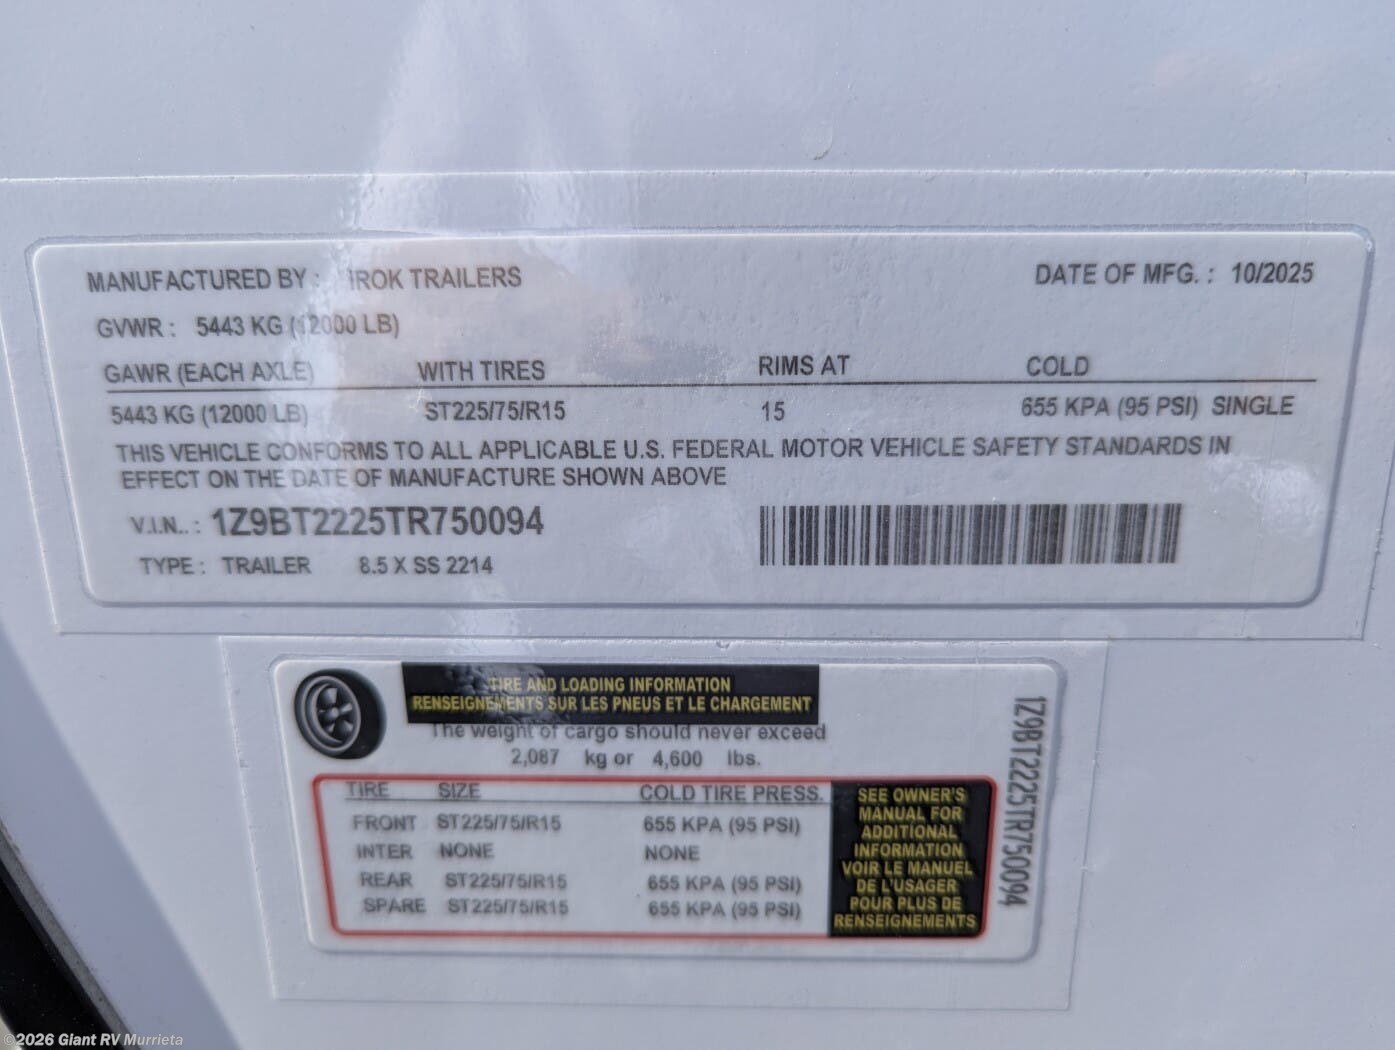 MANUFACTURED BY : IROK TRAILERS DATE OF MFG. : 10/2025
GVWR : 5443 KG (12000 LB)
GAWR (EACH AXLE) WITH TIRES RIMS AT COLD
5443 KG (12000 LB) ST225/75/R15 15 655 KPA (95 PSI) SINGLE
THIS VEHICLE CONFORMS TO ALL APPLICABLE U.S. FEDERAL MOTOR VEHICLE SAFETY STANDARDS IN
EFFECT ON THE DATE OF MANUFACTURE SHOWN ABOVE
V.I.N.. : 1Z9BT2225TR750094
TYPE : TRAILER 8.5 X SS 2214
TIRE AND LOADING INFORMATION
RENSEIGNEMENTS SUR LES PNEUS ET LE CHARGEMENT
The weight of cargo should never exceed
2,087 kg or 4,600 lbs.
TIRE SIZE COLD TIRE PRESS.
FRONT ST225/75/R15 655 KPA (95 PSI)
INTER NONE NONE
REAR ST225/75/R15 655 KPA (95 PSI)
SPARE ST225/75/R15 655 KPA (95 PSI)
SEE OWNER'S
MANUAL FOR
ADDITIONAL
INFORMATION
VOIR LE MANUEL
DE L'USAGER
POUR PLUS DE
RENSEIGNEMENTS
1Z9BT2225TR750094
©2026 Giant RV Murrieta